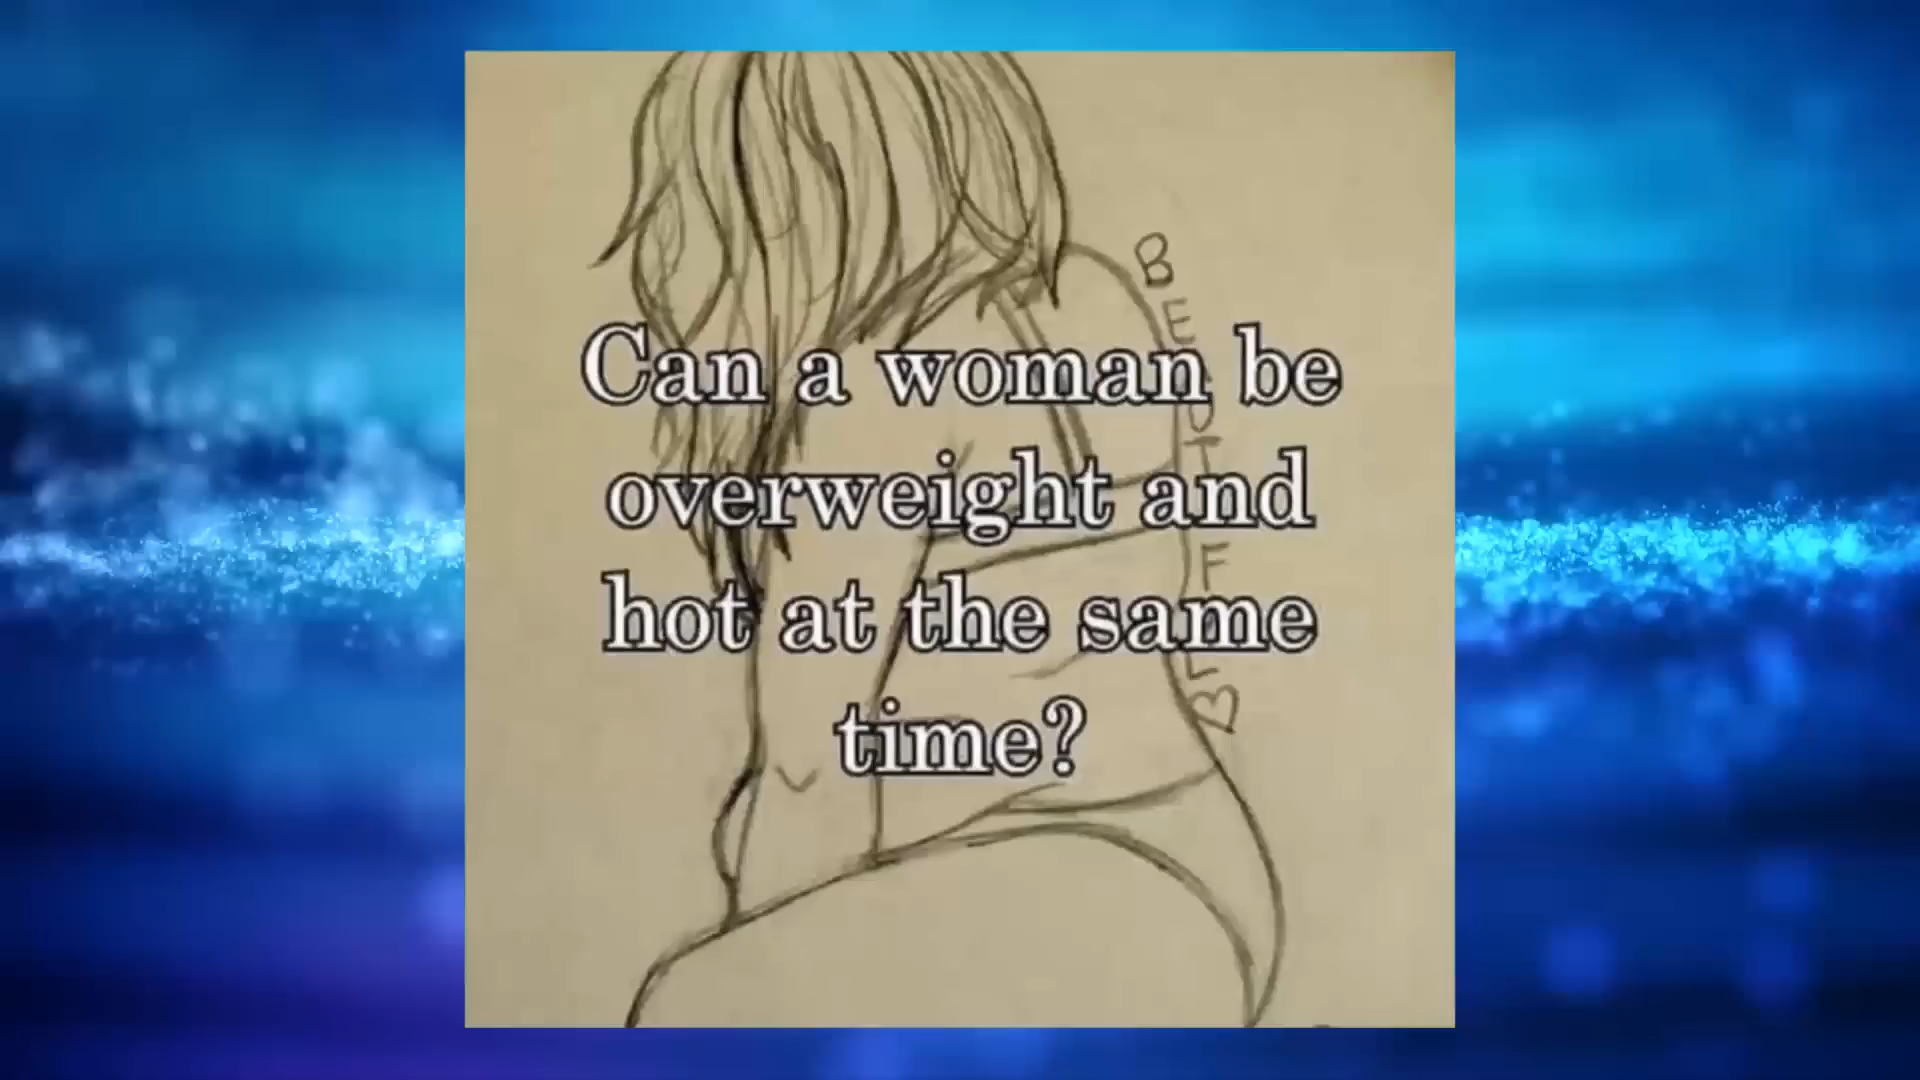 Can a woman be
overweight and
hot at the same
time?